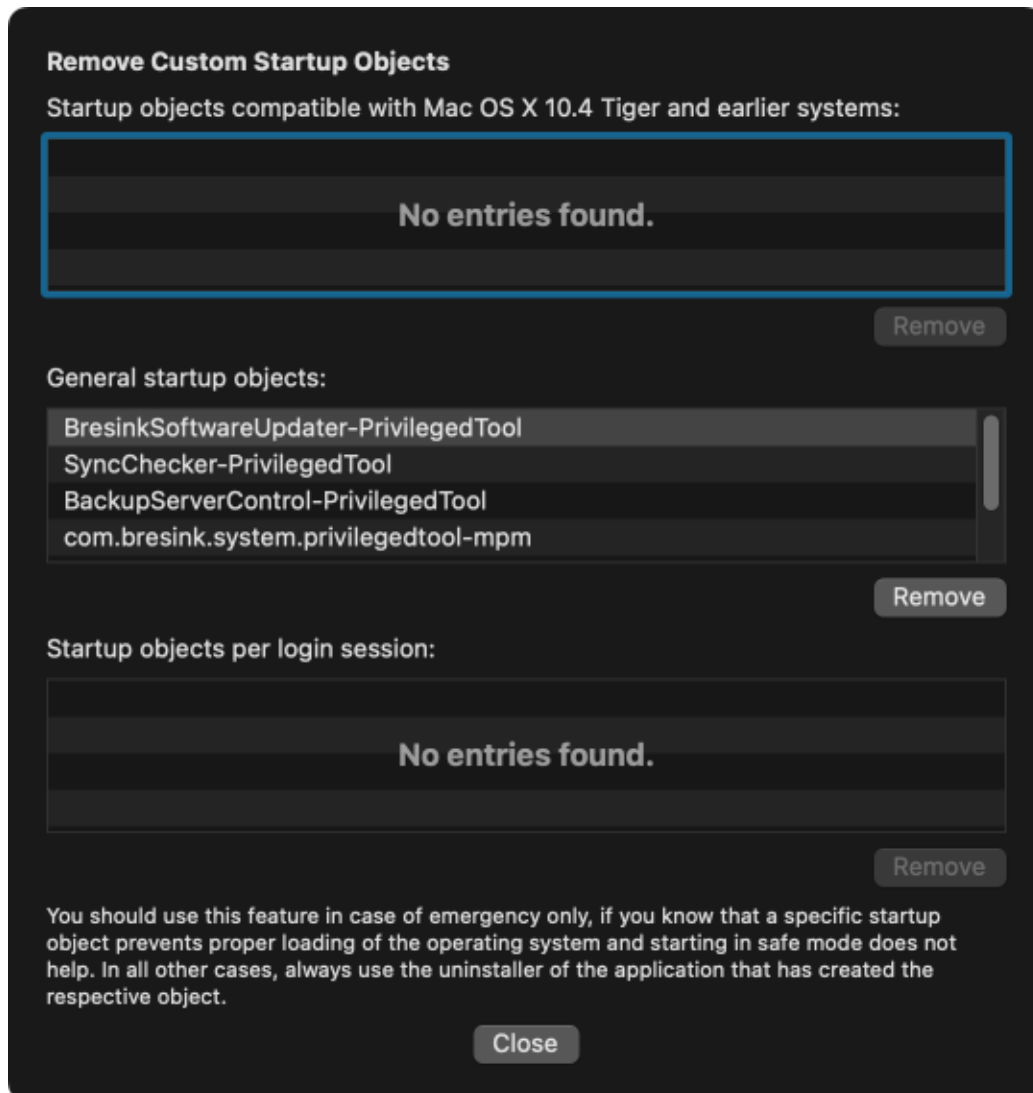 Remove Custom Startup Objects
Startup objects compatible with Mac OS X 10.4 Tiger and earlier systems:
No entries found.
Remove
General startup objects:
BresinkSoftwareUpdater-PrivilegedTool
SyncChecker-PrivilegedTool
BackupServerControl-PrivilegedTool
com.bresink.system.privilegedtool-mpm
Remove
Startup objects per login session:
No entries found.
Remove
You should use this feature in case of emergency only, if you know that a specific startup
object prevents proper loading of the operating system and starting in safe mode does not
help. In all other cases, always use the uninstaller of the application that has created the
respective object.
Close